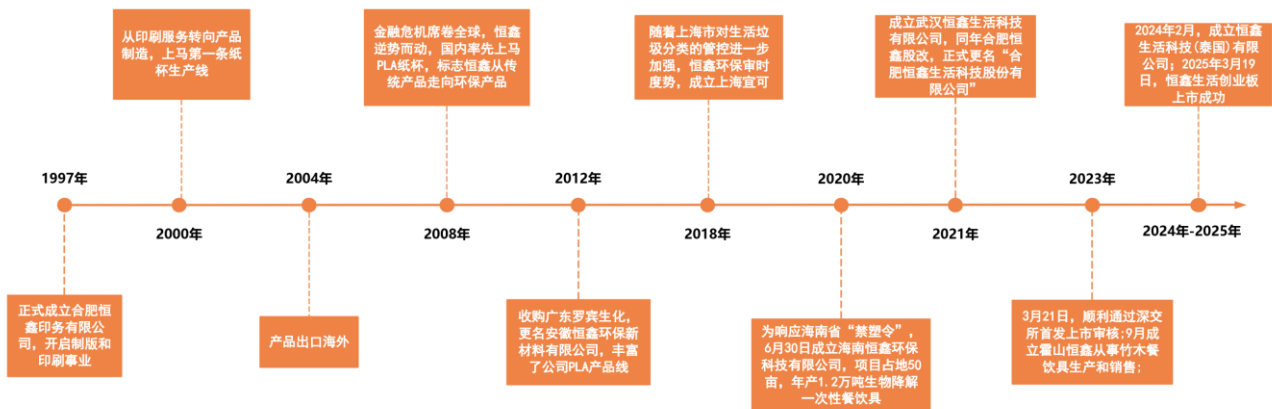 从印刷服务转向产品
制造，上马第一条纸
杯生产线
金融危机席卷全球，恒鑫
逆势而动，国内率先上马
PLA纸杯，标志恒鑫从传
统产品走向环保产品
随着上海市对生活垃
圾分类的管控进一步
加强，恒鑫环保审时
度势，成立上海宜可
成立武汉恒鑫生活科技
有限公司，同年合肥恒
鑫股改，正式更名“合
肥恒鑫生活科技股份有
限公司”
2024年2月，成立恒鑫
生活科技(泰国)有限
公司；2025年3月19
日，恒鑫生活创业板
上市成功
1997年
2004年
2012年
2020年
2023年
2000年
2008年
2018年
2021年
2024年-2025年
正式成立合肥恒
鑫印务有限公
司，开启制版和
印刷事业
产品出口海外
收购广东罗宾生化，
更名安徽恒鑫环保新
材料有限公司，丰富
了公司PLA产品线
为响应海南省“禁塑令”，
6月30日成立海南恒鑫环保
科技有限公司，项目占地50
亩，年产1.2万吨生物降解
一次性餐饮具
3月21日，顺利通过深交
所首发上市审核;9月成
立霍山恒鑫从事竹木餐
饮具生产和销售;